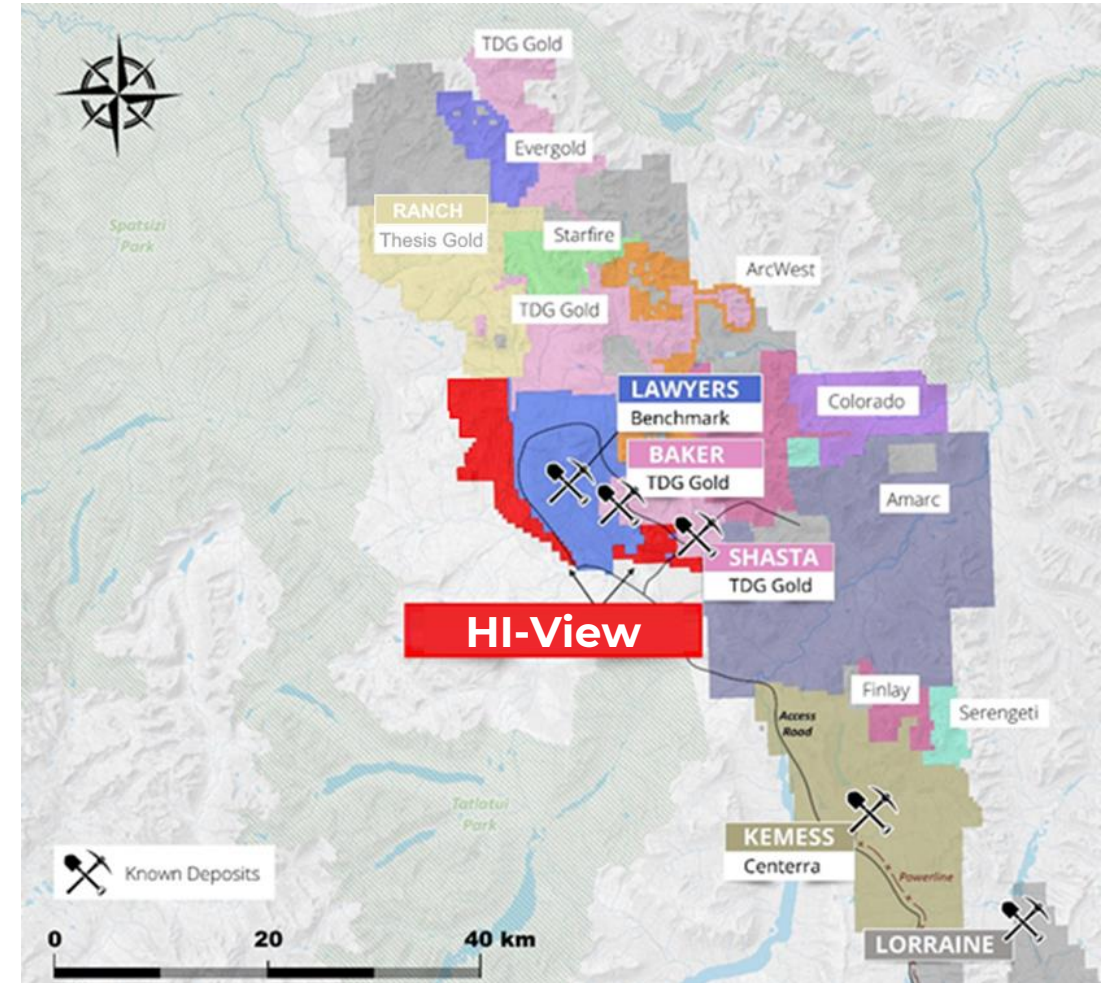 TDG Gold
Evergold
RANCH
Thesis Gold
Spatsizi
Park
Starfire
ArcWest
TDG Gold
LAWYERS
Benchmark
Colorado
BAKER
TDG Gold
Amarc
SHASTA
TDG Gold
HI-View
Finlay
Serengeti
Access
Road
Tatlatui
Park
KEMESS
Centerra
Powerline
Known Deposits
LORRAINE
0 20 40 km